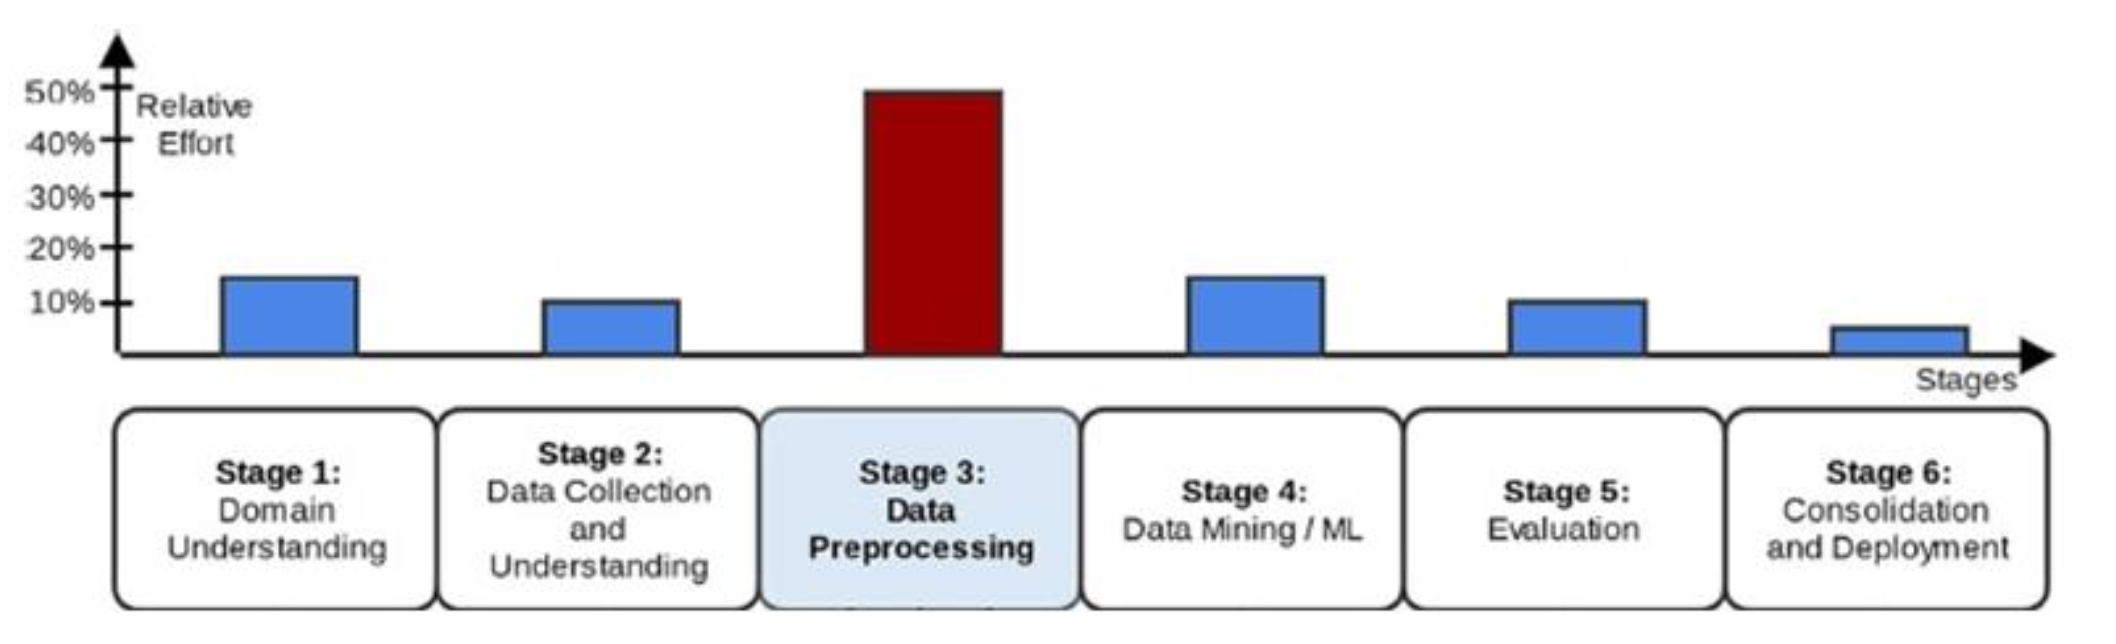 50%
Relative
40%
Effort
30%
20%
10%
Stages
Stage 1:
Domain
Understanding
Stage 2:
Data Collection
and
Understanding
Stage 3:
Data
Preprocessing
Stage 4:
Data Mining / ML
Stage 5:
Evaluation
Stage 6:
Consolidation
and Deployment